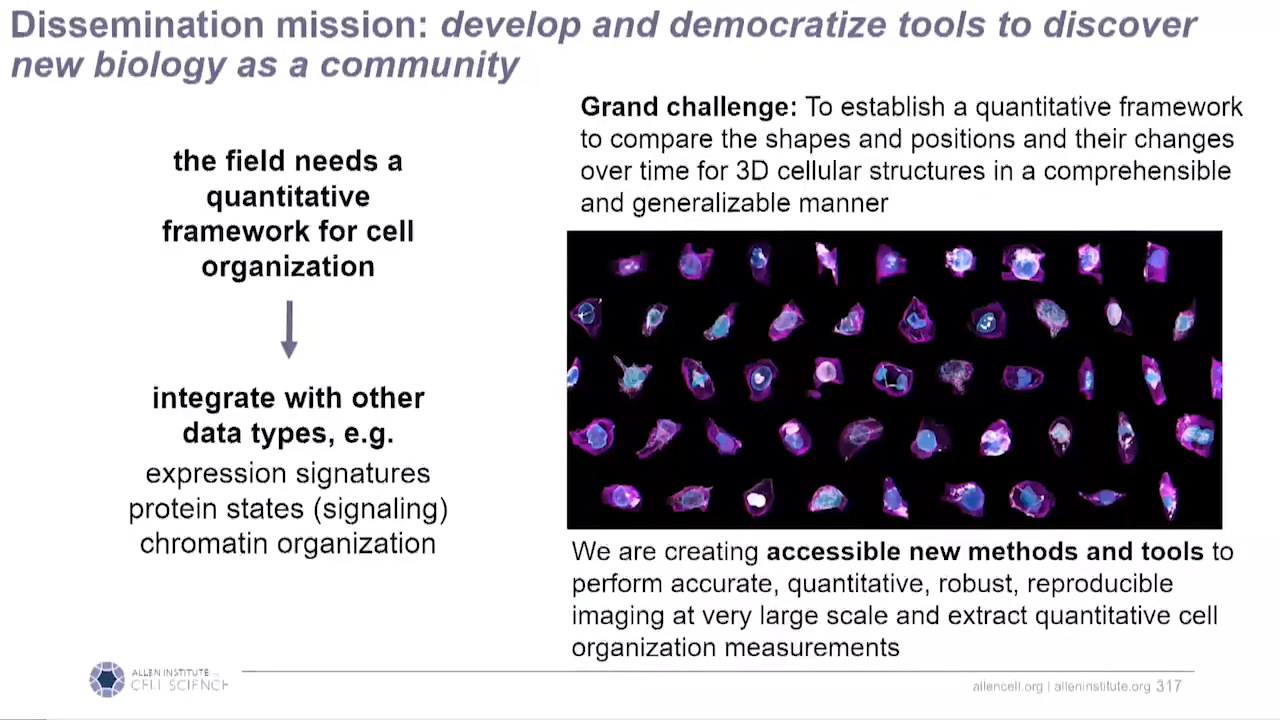 Dissemination mission: develop and democratize tools to discover
new biology as a community
the field needs a
quantitative
framework for cell
organization
integrate with other
data types, e.g.
expression signatures
protein states (signaling)
chromatin organization
Grand challenge: To establish a quantitative framework
to compare the shapes and positions and their changes
over time for 3D cellular structures in a comprehensible
and generalizable manner
We are creating accessible new methods and tools to
perform accurate, quantitative, robust, reproducible
imaging at very large scale and extract quantitative cell
organization measurements
ALLEN INSTITUTE
CELL SCIENCE
allencell.org | alleninstitute.org 317